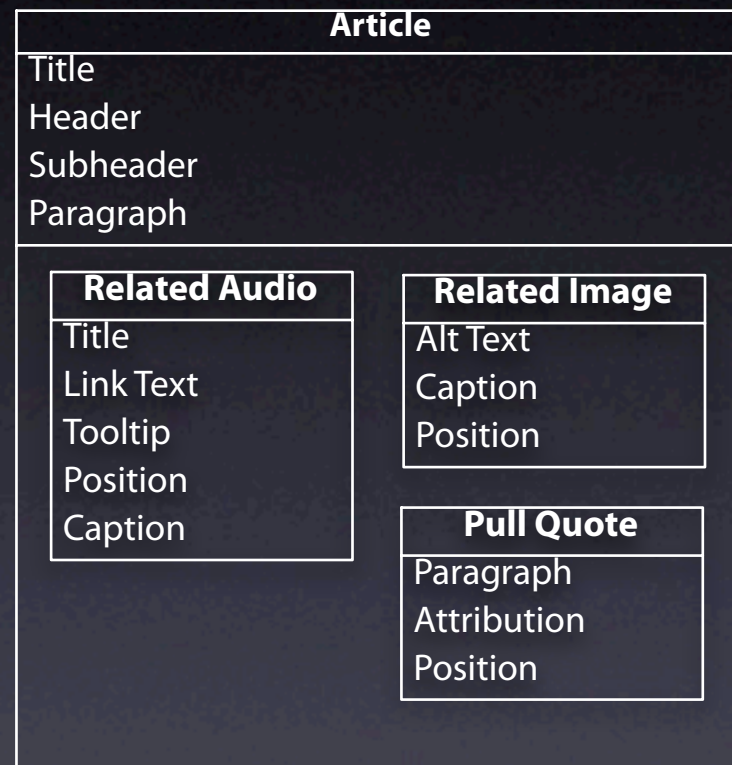 Article
Title
Header
Subheader
Paragraph
Related Audio
Title
Link Text
Tooltip
Position
Caption
Related Image
Alt Text
Caption
Position
Pull Quote
Paragraph
Attribution
Position